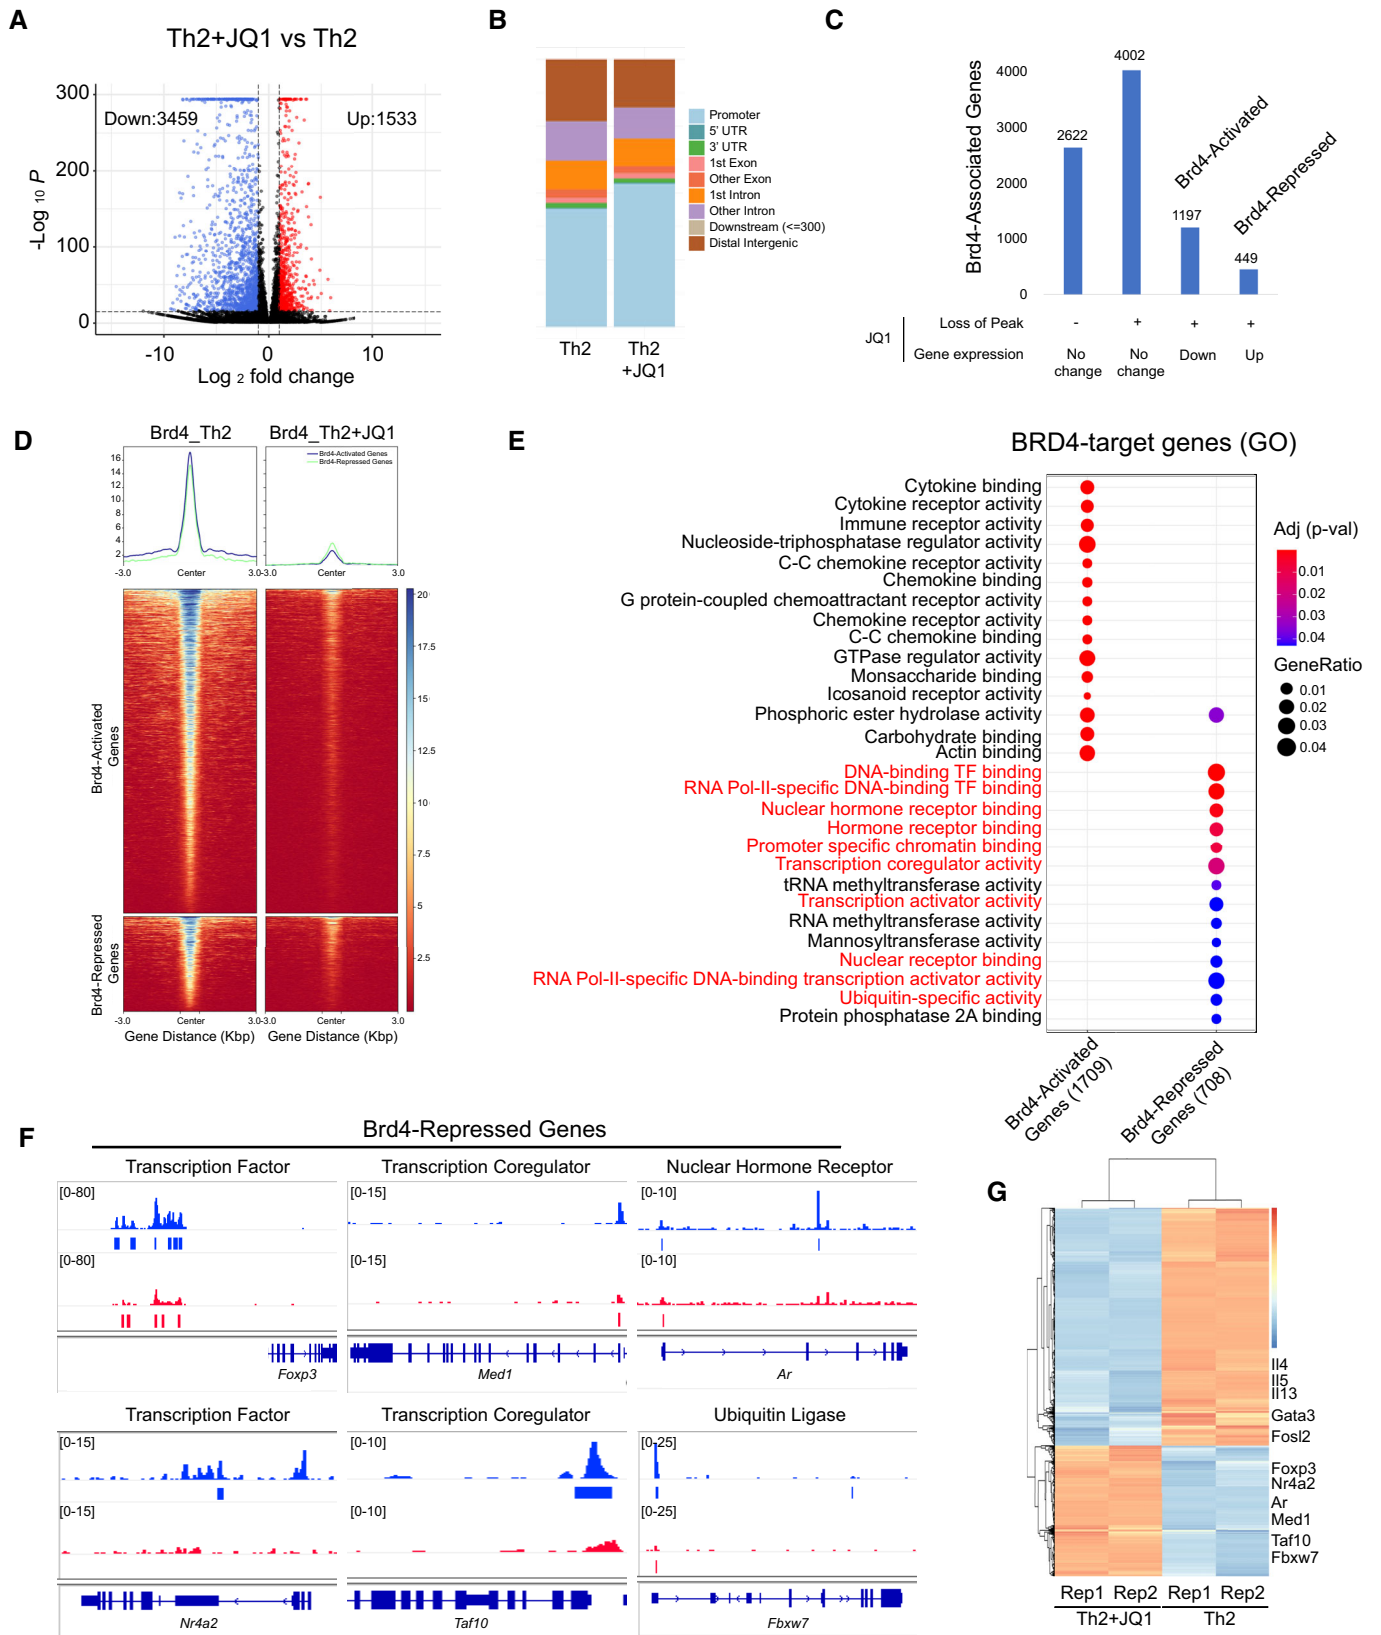 A
Th2+JQ1 vs Th2
300
200
100
0
-Log 10 P
Down:3459
Up:1533
-10
0
10
Log 2 fold change
B
Th2
Th2
+JQ1
Promoter
5' UTR
3' UTR
1st Exon
Other Exon
1st Intron
Other Intron
Downstream (<=300)
Distal Intergenic
C
Brd4-Associated Genes
4000
3000
2000
1000
0
2622
4002
1197
449
Brd4-Activated
Brd4-Repressed
JQ1
Loss of Peak
-
+
+
+
Gene expression
No change
No change
Down
Up
D
Brd4_Th2
Brd4_Th2+JQ1
Brd4-Activated Genes
Brd4-Repressed Genes
16
14
12
10
8
6
4
2
-3.0
Center
3.0
-3.0
Center
3.0
Brd4-Activated
Genes
Brd4-Repressed
Genes
20
17.5
15
12.5
10
7.5
5
2.5
-3.0
Center
3.0
-3.0
Center
3.0
Gene Distance (Kbp)
Gene Distance (Kbp)
E
BRD4-target genes (GO)
Cytokine binding
Cytokine receptor activity
Immune receptor activity
Nucleoside-triphosphatase regulator activity
C-C chemokine receptor activity
Chemokine binding
G protein-coupled chemoattractant receptor activity
Chemokine receptor activity
C-C chemokine binding
GTPase regulator activity
Monsaccharide binding
Icosanoid receptor activity
Phosphoric ester hydrolase activity
Carbohydrate binding
Actin binding
DNA-binding TF binding
RNA Pol-II-specific DNA-binding TF binding
Nuclear hormone receptor binding
Hormone receptor binding
Promoter specific chromatin binding
Transcription coregulator activity
tRNA methyltransferase activity
Transcription activator activity
RNA methyltransferase activity
Mannosyltransferase activity
Nuclear receptor binding
RNA Pol-II-specific DNA-binding transcription activator activity
Ubiquitin-specific activity
Protein phosphatase 2A binding
Brd4-Activated
Genes (1709)
Brd4-Repressed
Genes (708)
Adj (p-val)
0.01
0.02
0.03
0.04
GeneRatio
0.01
0.02
0.03
0.04
F
Brd4-Repressed Genes
Transcription Factor
Transcription Coregulator
Nuclear Hormone Receptor
[0-80]
[0-15]
[0-10]
[0-80]
[0-15]
[0-10]
Foxp3
Med1
Ar
Transcription Factor
Transcription Coregulator
Ubiquitin Ligase
[0-15]
[0-10]
[0-25]
[0-15]
[0-10]
[0-25]
Nr4a2
Taf10
Fbxw7
G
Il4
Il5
Il13
Gata3
Fosl2
Foxp3
Nr4a2
Ar
Med1
Taf10
Fbxw7
Rep1 Rep2 Rep1 Rep2
Th2+JQ1
Th2